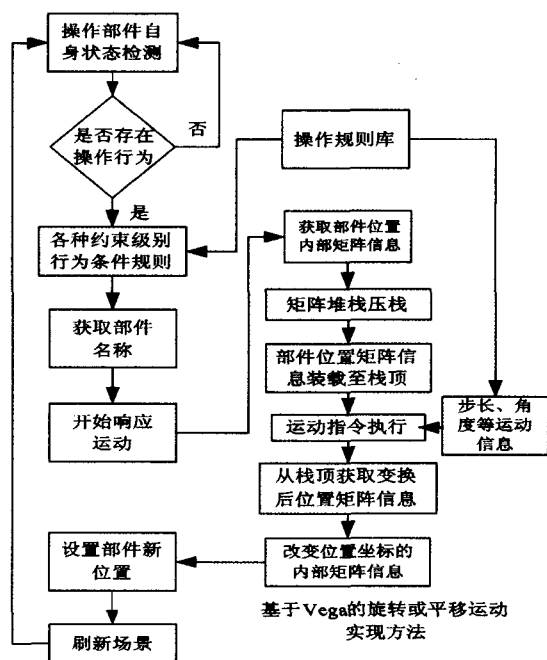 操作部件自
身状态检测
是否存在
操作行为
否
是
操作规则库
各种约束级别
行为条件规则
获取部件
名称
开始响应
运动
获取部件位置
内部矩阵信息
矩阵堆栈压栈
部件位置矩阵信
息装载至栈顶
运动指令执行
步长、角
度等运动
信息
从栈顶获取变换
后位置矩阵信息
改变位置坐标的
内部矩阵信息
设置部件新
位置
刷新场景
基于Vega的旋转或平移运动
实现方法